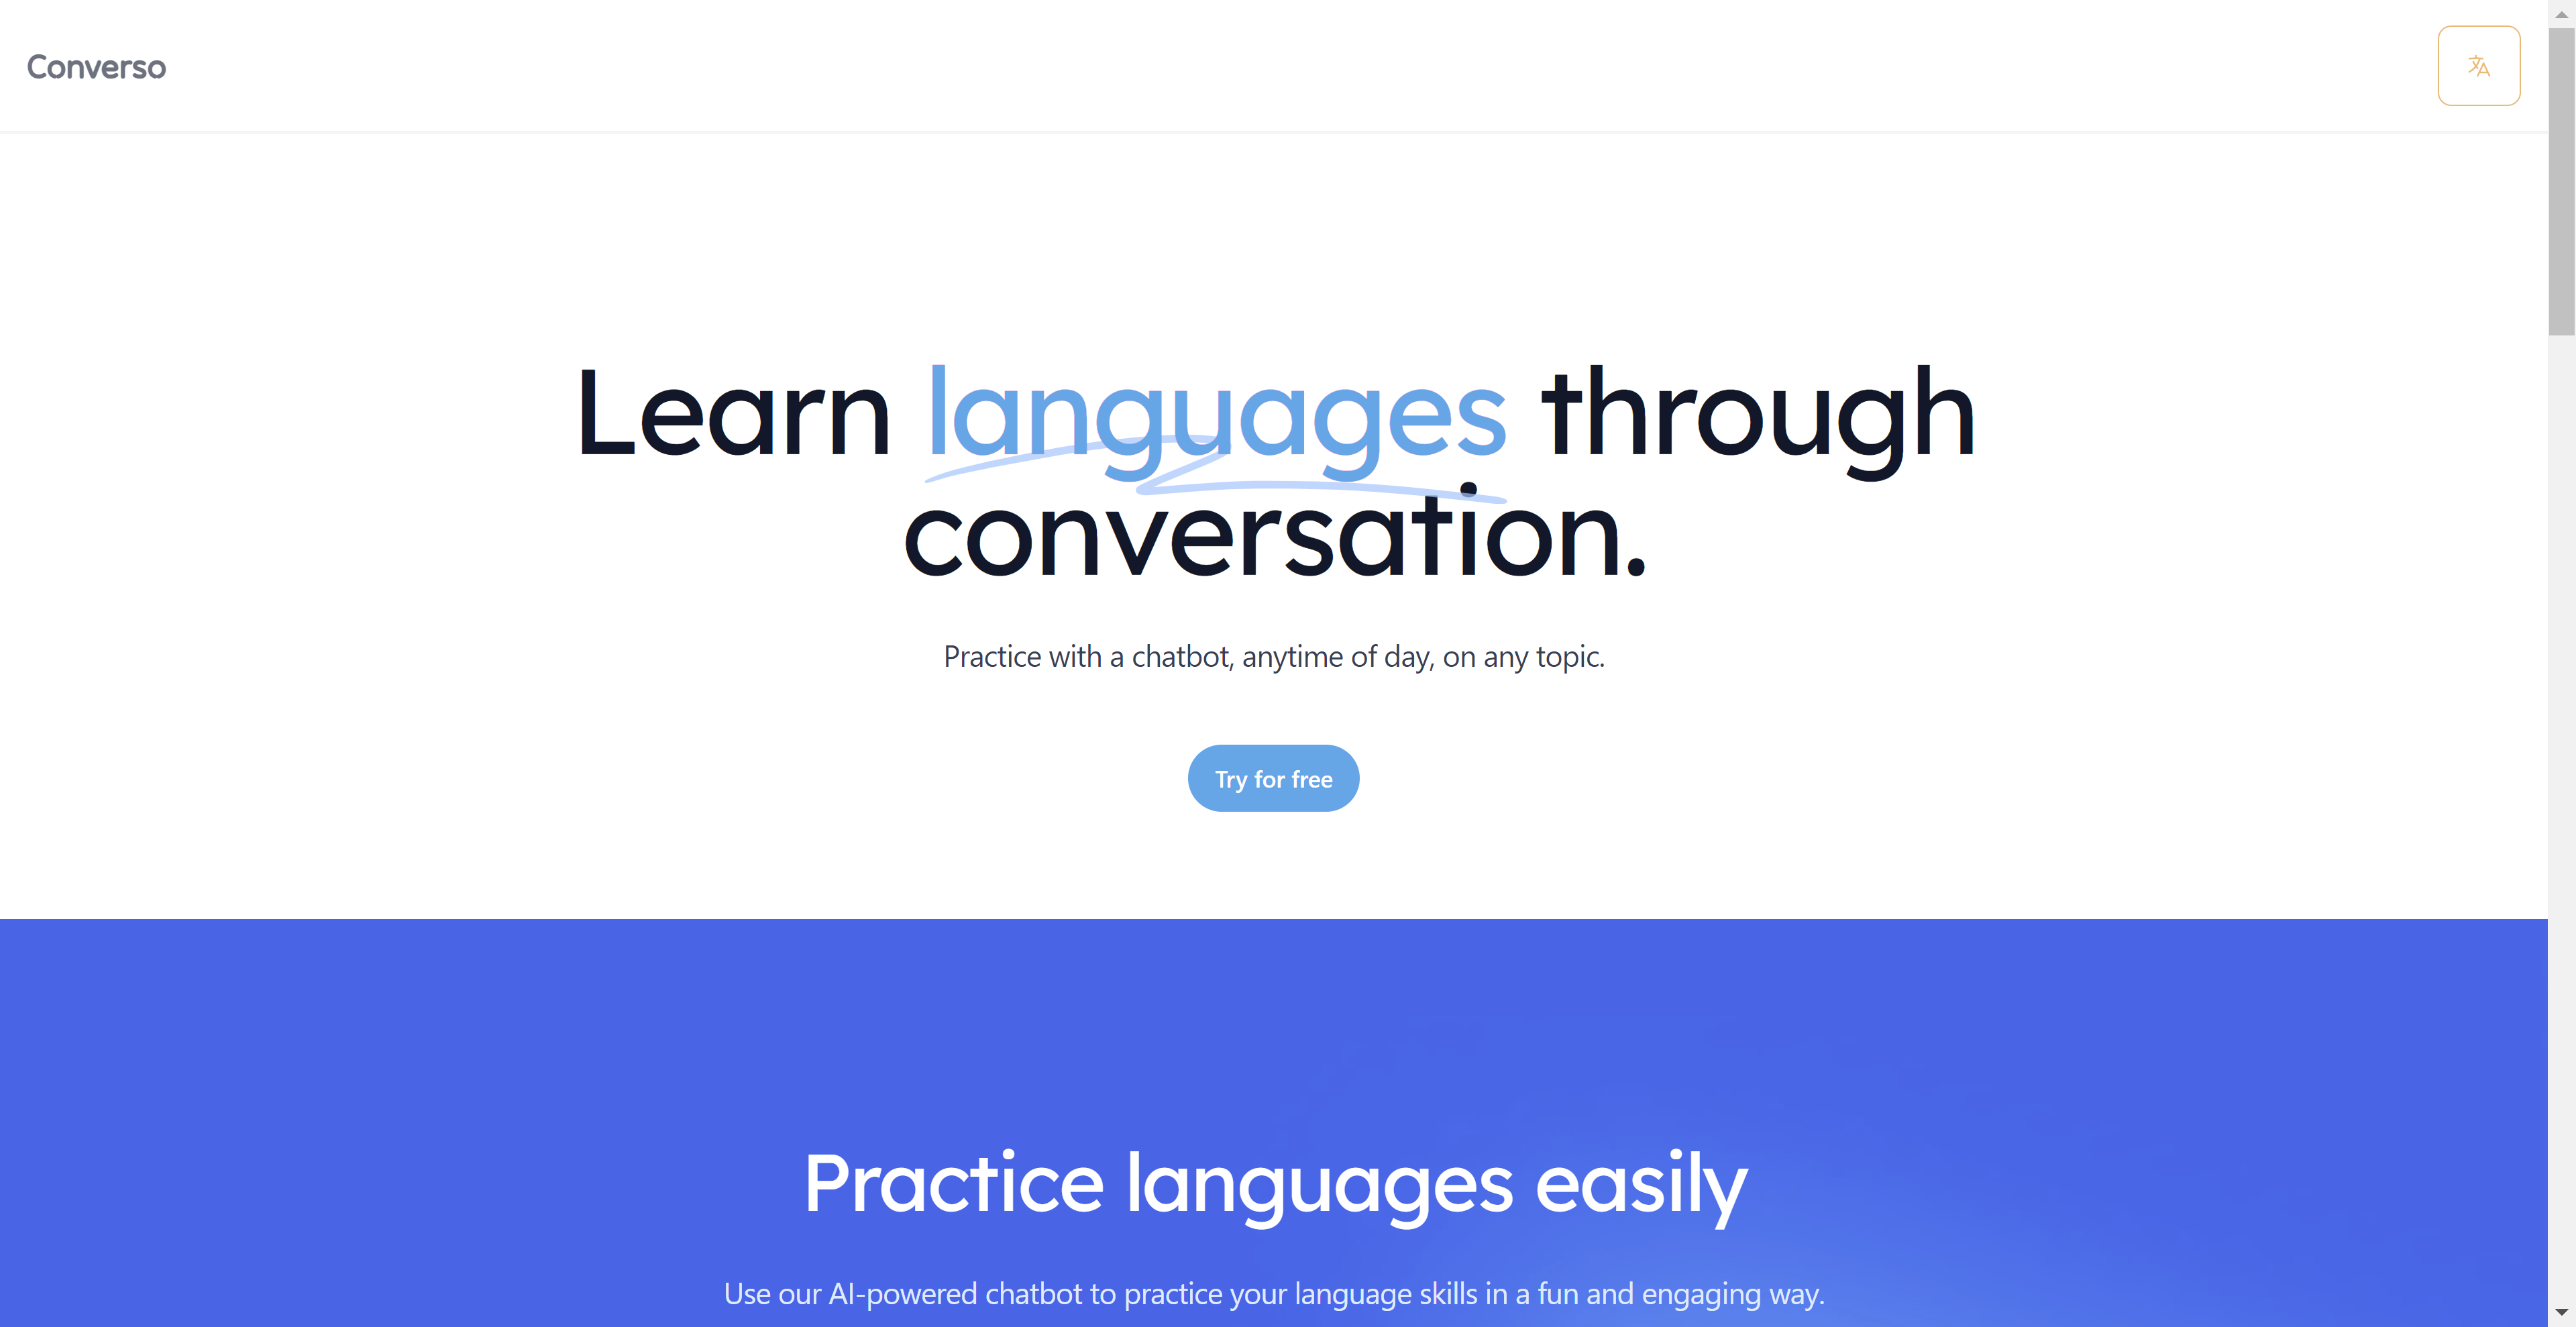 Converso
Learn languages through
conversation.
Practice with a chatbot, anytime of day, on any topic.
Try for free
Practice languages easily
Use our AI-powered chatbot to practice your language skills in a fun and engaging way.